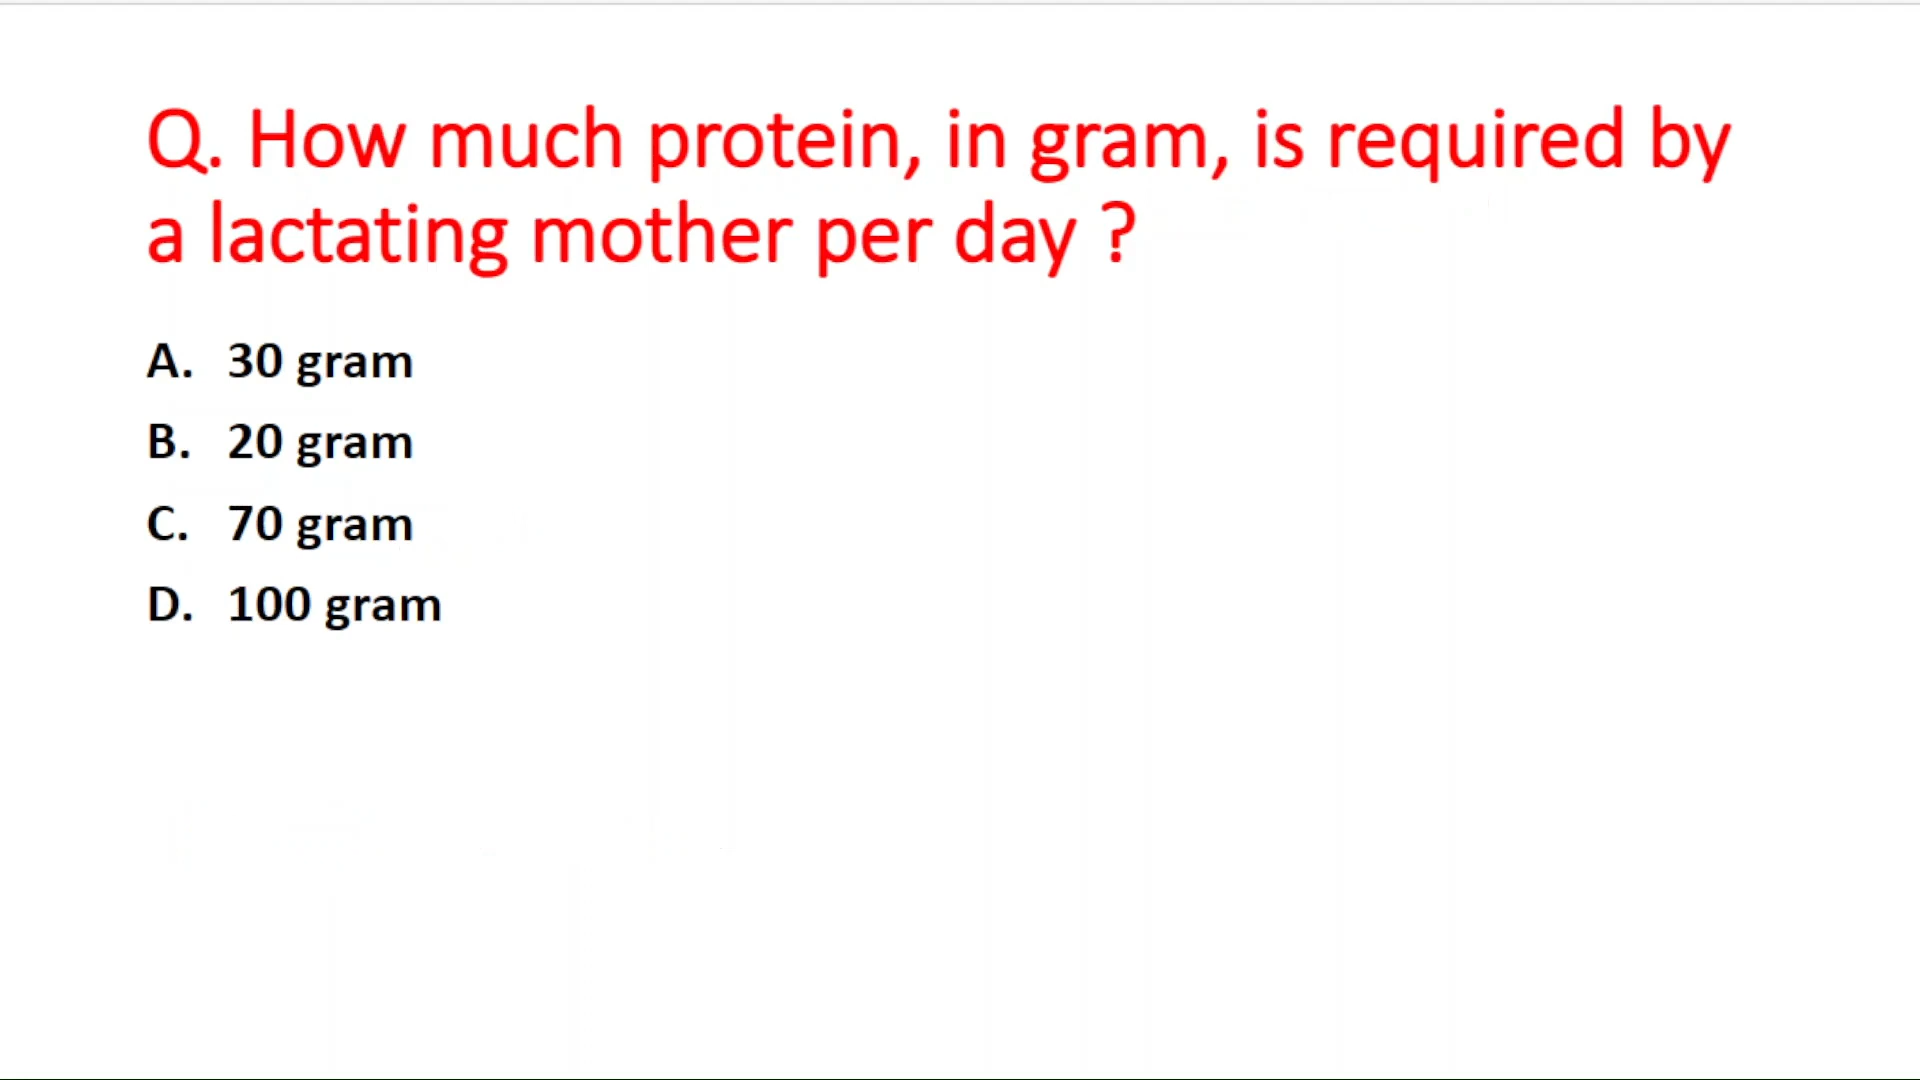 Q. How much protein, in gram, is required by
a lactating mother per day ?
A. 30 gram
B. 20 gram
C. 70 gram
D. 100 gram